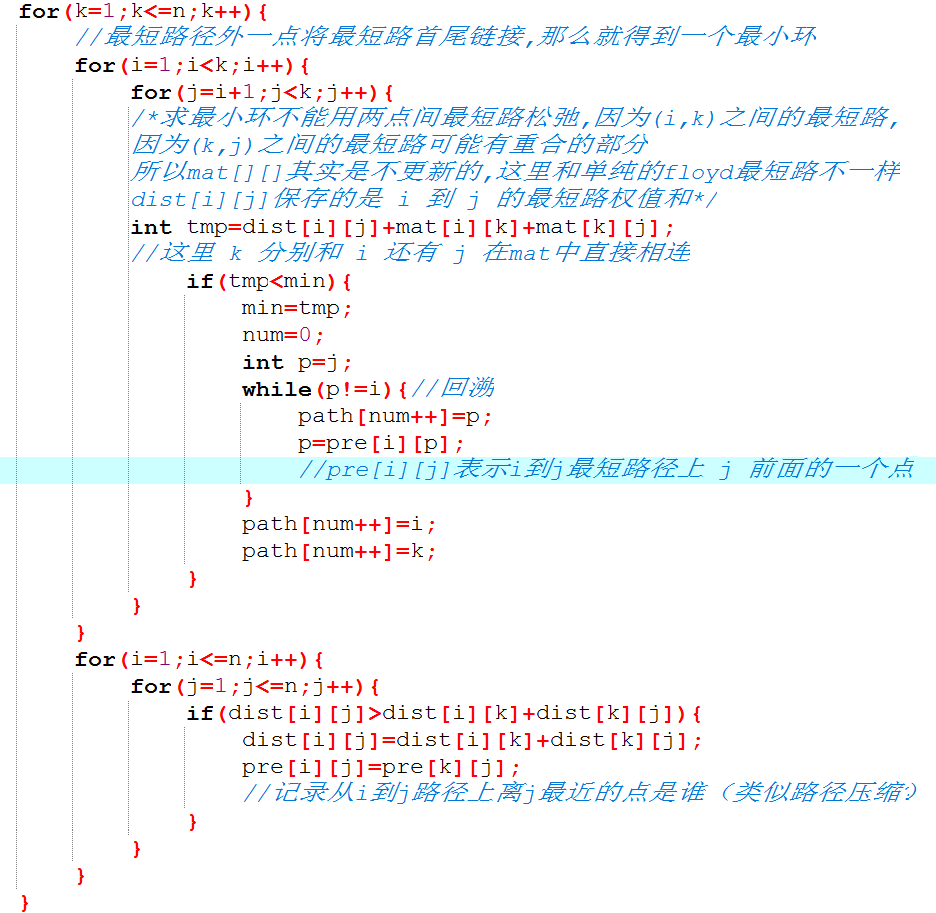 for(k=1;k<=n;k++){
//最短路径外一点将最短路首尾链接,那么就得到一个最小环
for(i=1;i<k;i++){
for(j=i+1;j<k;j++){
/*求最小环不能用两点间最短路松弛,因为(i,k)之间的最短路,
因为(k,j)之间的最短路可能有重合的部分
所以mat[][]其实是不更新的,这里和单纯的floyd最短路不一样
dist[i][j]保存的是 i 到 j 的最短路权值和*/
int tmp=dist[i][j]+mat[i][k]+mat[k][j];
//这里 k 分别和 i 还有 j 在mat中直接相连
if(tmp<min){
min=tmp;
num=0;
int p=j;
while(p!=i){//回溯
path[num++]=p;
p=pre[i][p];
//pre[i][j]表示i到j最短路径上 j 前面的一个点
}
path[num++]=i;
path[num++]=k;
}
}
}
for(i=1;i<=n;i++){
for(j=1;j<=n;j++){
if(dist[i][j]>dist[i][k]+dist[k][j]){
dist[i][j]=dist[i][k]+dist[k][j];
pre[i][j]=pre[k][j];
//记录从i到j路径上离j最近的点是谁（类似路径压缩？）
}
}
}
}